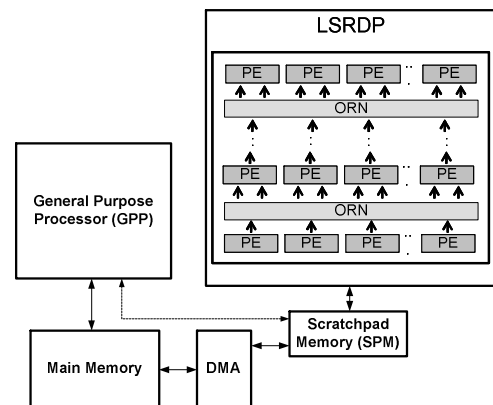 LSRDP
PE PE PE .. PE
ORN
PE PE PE .. PE
ORN
PE PE PE .. PE
General Purpose
Processor (GPP)
Scratchpad
Memory (SPM)
Main Memory
DMA